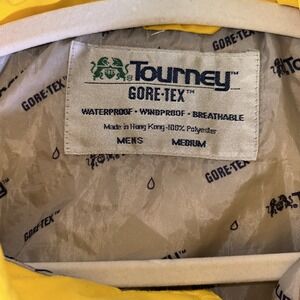 Tourney™
GORE-TEX™
WATERPROOF • WINDPROOF • BREATHABLE
Made in Hong Kong-100% Polyester
MENS MEDIUM
GORE-TEX
GORE-TEX
GORE-TEX